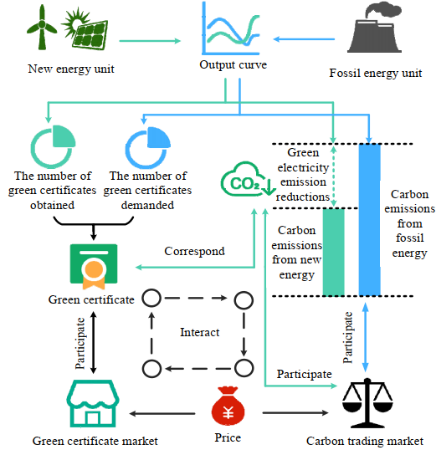 New energy unit
Output curve
Fossil energy unit
The number of
green certificates
obtained
The number of
green certificates
demanded
CO₂
Green
electricity
emission
reductions
Carbon
emissions
from new
energy
Carbon
emissions
from fossil
energy
Correspond
Green certificate
Interact
Participate
Participate
Participate
¥
Green certificate market
Price
Carbon trading market